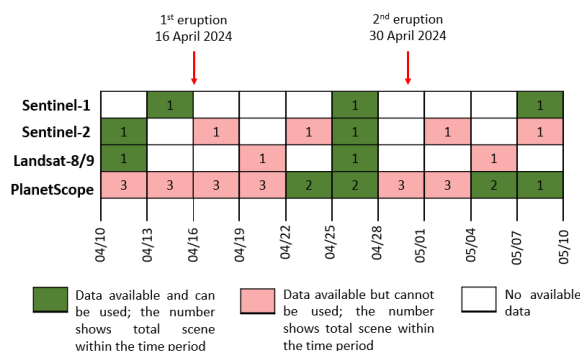 1st eruption
16 April 2024
2nd eruption
30 April 2024
Sentinel-1 1 1 1
Sentinel-2 1 1 1 1 1 1
Landsat-8/9 1 1 1 1
PlanetScope 3 3 3 3 2 2 3 3 2 1
04/10 04/13 04/16 04/19 04/22 04/25 04/28 05/01 05/04 05/07 05/10
Data available and can
be used; the number
shows total scene
within the time period
Data available but cannot
be used; the number
shows total scene within
the time period
No available
data